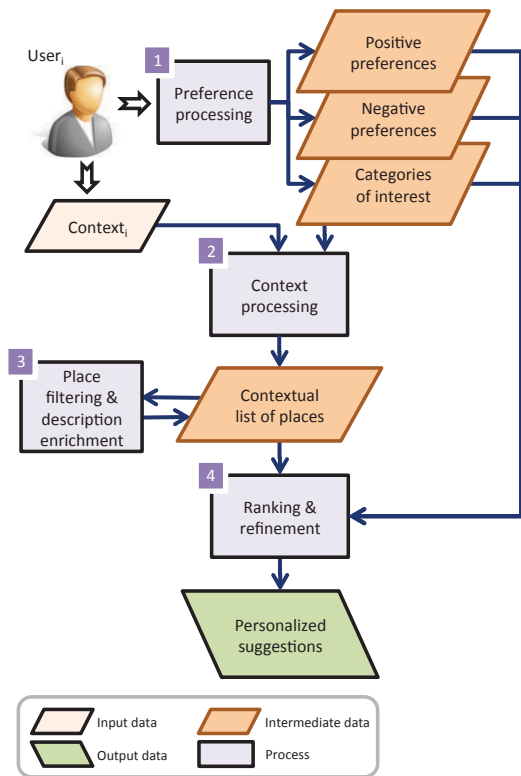 User i
1
Preference
processing
Positive
preferences
Negative
preferences
Categories
of interest
Context i
2
Context
processing
3
Place
filtering &
description
enrichment
Contextual
list of places
4
Ranking &
refinement
Personalized
suggestions
Input data
Intermediate data
Output data
Process